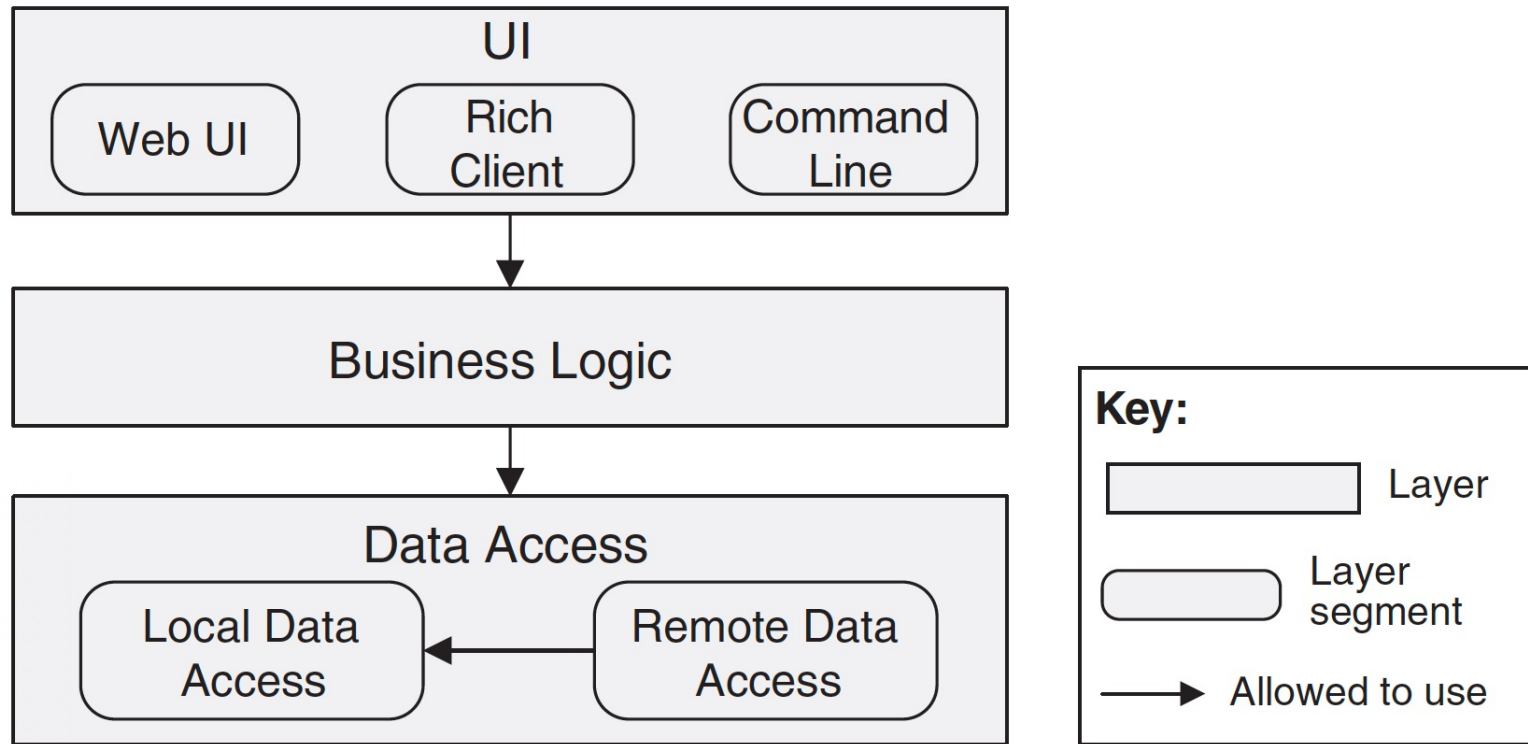 UI
Web UI
Rich
Client
Command
Line
Business Logic
Data Access
Local Data
Access
Remote Data
Access
Key:
Layer
Layer
segment
Allowed to use